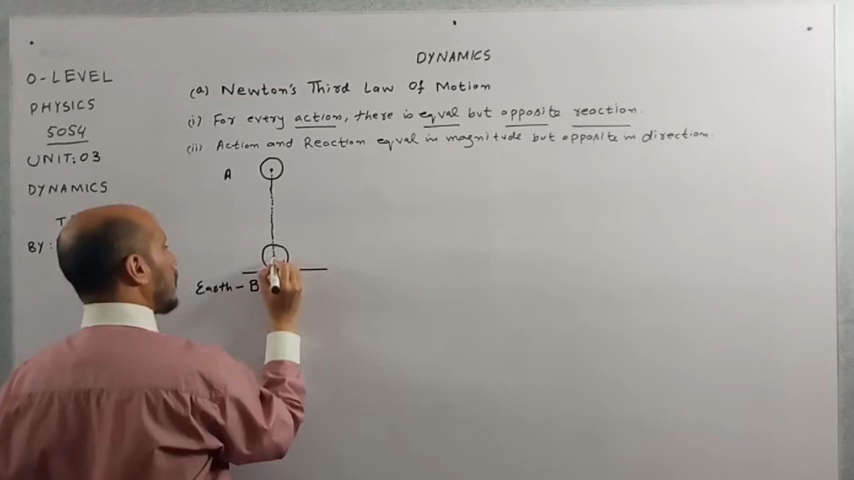 DYNAMICS
O-LEVEL
PHYSICS
5054
UNIT: 03
DYNAMICS
BY:
(a) Newton's Third Law Of Motion
(i) For every action, there is equal but opposite reaction.
(ii) Action and Reaction equal in magnitude but opposite in direction.
A
Earth - B